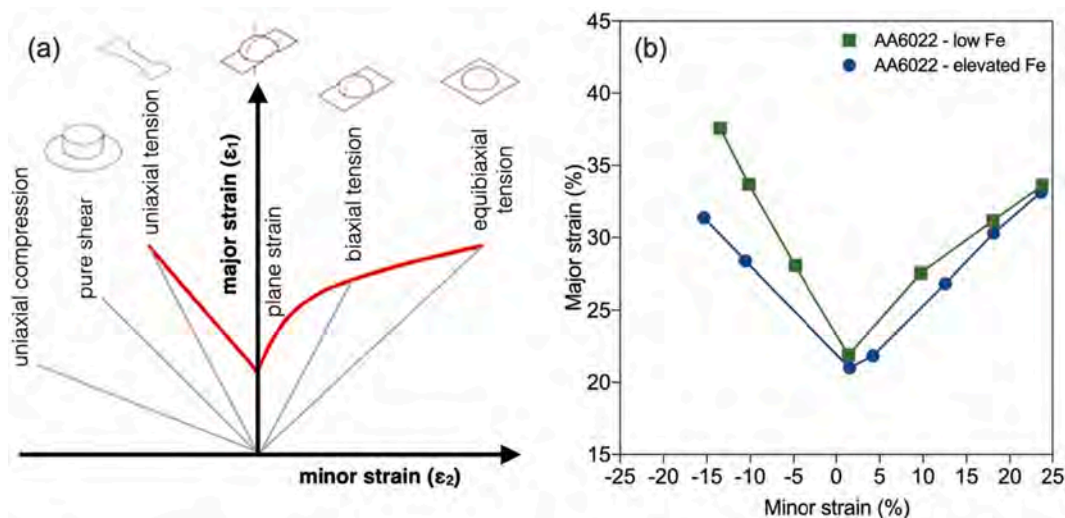 (a)
uniaxial compression
pure shear
uniaxial tension
major strain (ε1)
plane strain
biaxial tension
equibiaxial
tension
minor strain (ε2)
(b)
AA6022 - low Fe
AA6022 - elevated Fe
Major strain (%)
45
40
35
30
25
20
15
-25 -20 -15 -10 -5 0 5 10 15 20 25
Minor strain (%)